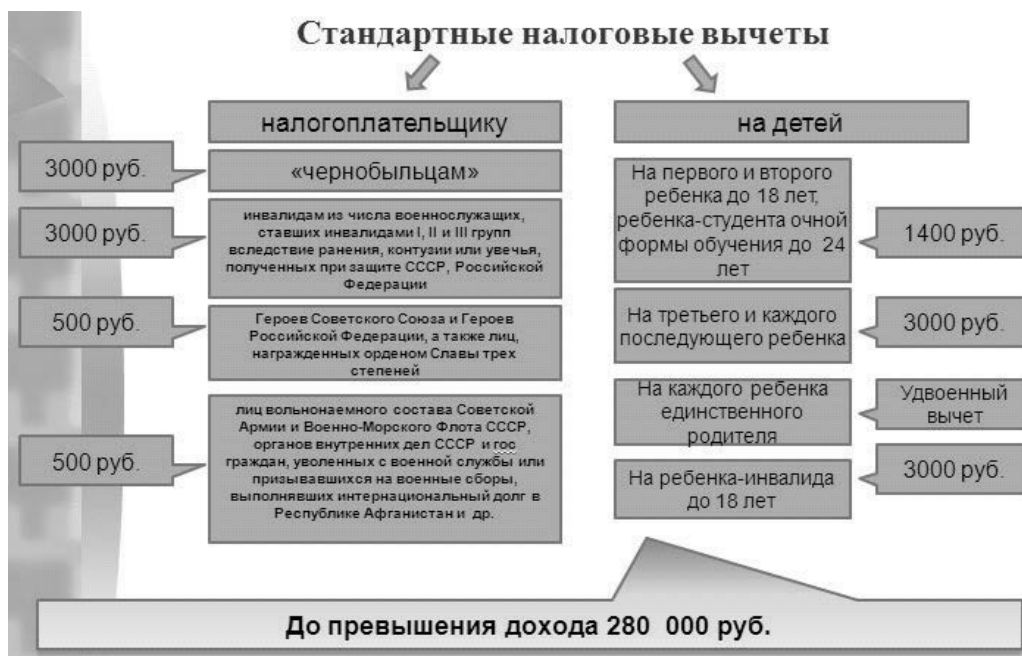 Стандартные налоговые вычеты
налогоплательщику
3000 руб.
«чернобыльцам»
3000 руб.
инвалидам из числа военнослужащих,
ставших инвалидами I, II и III групп
вследствие ранения, контузии или увечья,
полученных при защите СССР, Российской
Федерации
500 руб.
Героев Советского Союза и Героев
Российской Федерации, а также лиц,
награжденных орденом Славы трех
степеней
500 руб.
лиц вольнонаемного состава Советской
Армии и Военно-Морского Флота СССР,
органов внутренних дел СССР и гос
граждан, уволенных с военной службы или
призывавшихся на военные сборы,
выполнявших интернациональный долг в
Республике Афганистан и др.
на детей
На первого и второго
ребенка до 18 лет,
ребенка-студента очной
формы обучения до 24
лет
1400 руб.
На третьего и каждого
последующего ребенка
3000 руб.
На каждого ребенка
единственного
родителя
Удвоенный
вычет
На ребенка-инвалида
до 18 лет
3000 руб.
До превышения дохода 280 000 руб.